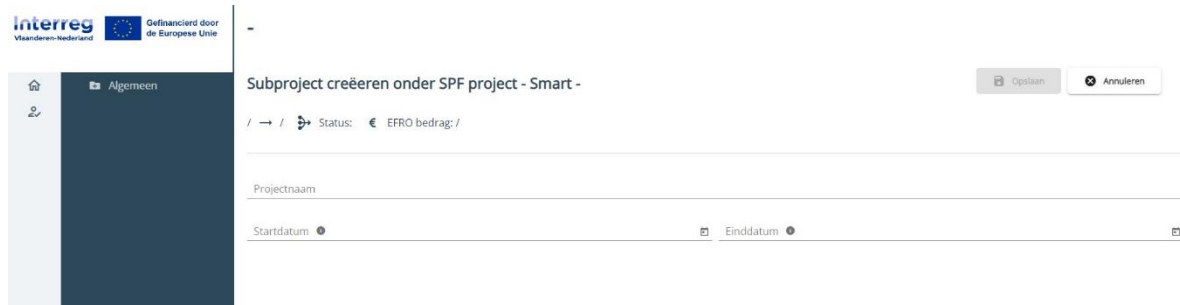 Interreg
Vlaanderen-Nederland
Gefinancierd door
de Europese Unie
-
Algemeen
Subproject creëeren onder SPF project - Smart -
Opslaan
Annuleren
/ → / Status: € EFRO bedrag: /
Projectnaam
Startdatum
Einddatum